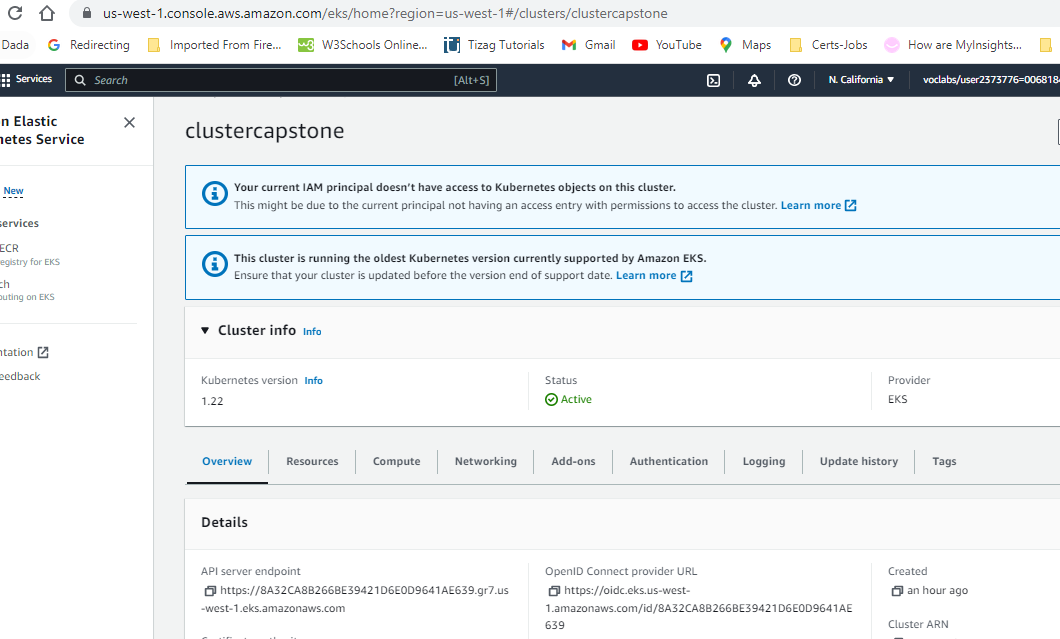 us-west-1.console.aws.amazon.com/eks/home?region=us-west-1#/clusters/clustercapstone
Dada Redirecting Imported From Fire... W3Schools Online... Tizag Tutorials Gmail YouTube Maps Certs-Jobs How are MyInsights...
Services Search [Alt+S] N. California voclabs/user2373776=006818
n Elastic
netes Service
New
services
ECR
egistry for EKS
ch
outing on EKS
ntation
eedback
clustercapstone
Your current IAM principal doesn't have access to Kubernetes objects on this cluster.
This might be due to the current principal not having an access entry with permissions to access the cluster. Learn more
This cluster is running the oldest Kubernetes version currently supported by Amazon EKS.
Ensure that your cluster is updated before the version end of support date. Learn more
Cluster info Info
Kubernetes version Info
1.22
Status
Active
Provider
EKS
Overview Resources Compute Networking Add-ons Authentication Logging Update history Tags
Details
API server endpoint
https://8A32CA8B266BE39421D6E0D9641AE639.gr7.us
-west-1.eks.amazonaws.com
OpenID Connect provider URL
https://oidc.eks.us-west-
1.amazonaws.com/id/8A32CA8B266BE39421D6E0D9641AE
639
Created
an hour ago
Cluster ARN